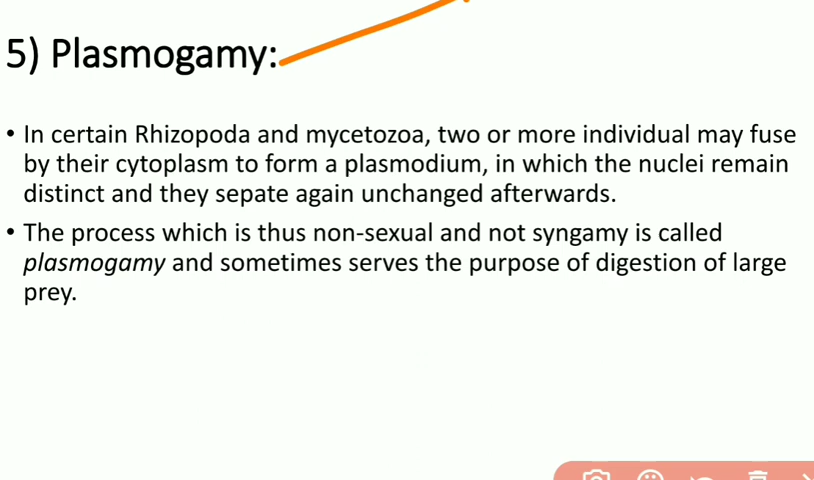 5) Plasmogamy:
• In certain Rhizopoda and mycetozoa, two or more individual may fuse
by their cytoplasm to form a plasmodium, in which the nuclei remain
distinct and they sepate again unchanged afterwards.
• The process which is thus non-sexual and not syngamy is called
plasmogamy and sometimes serves the purpose of digestion of large
prey.